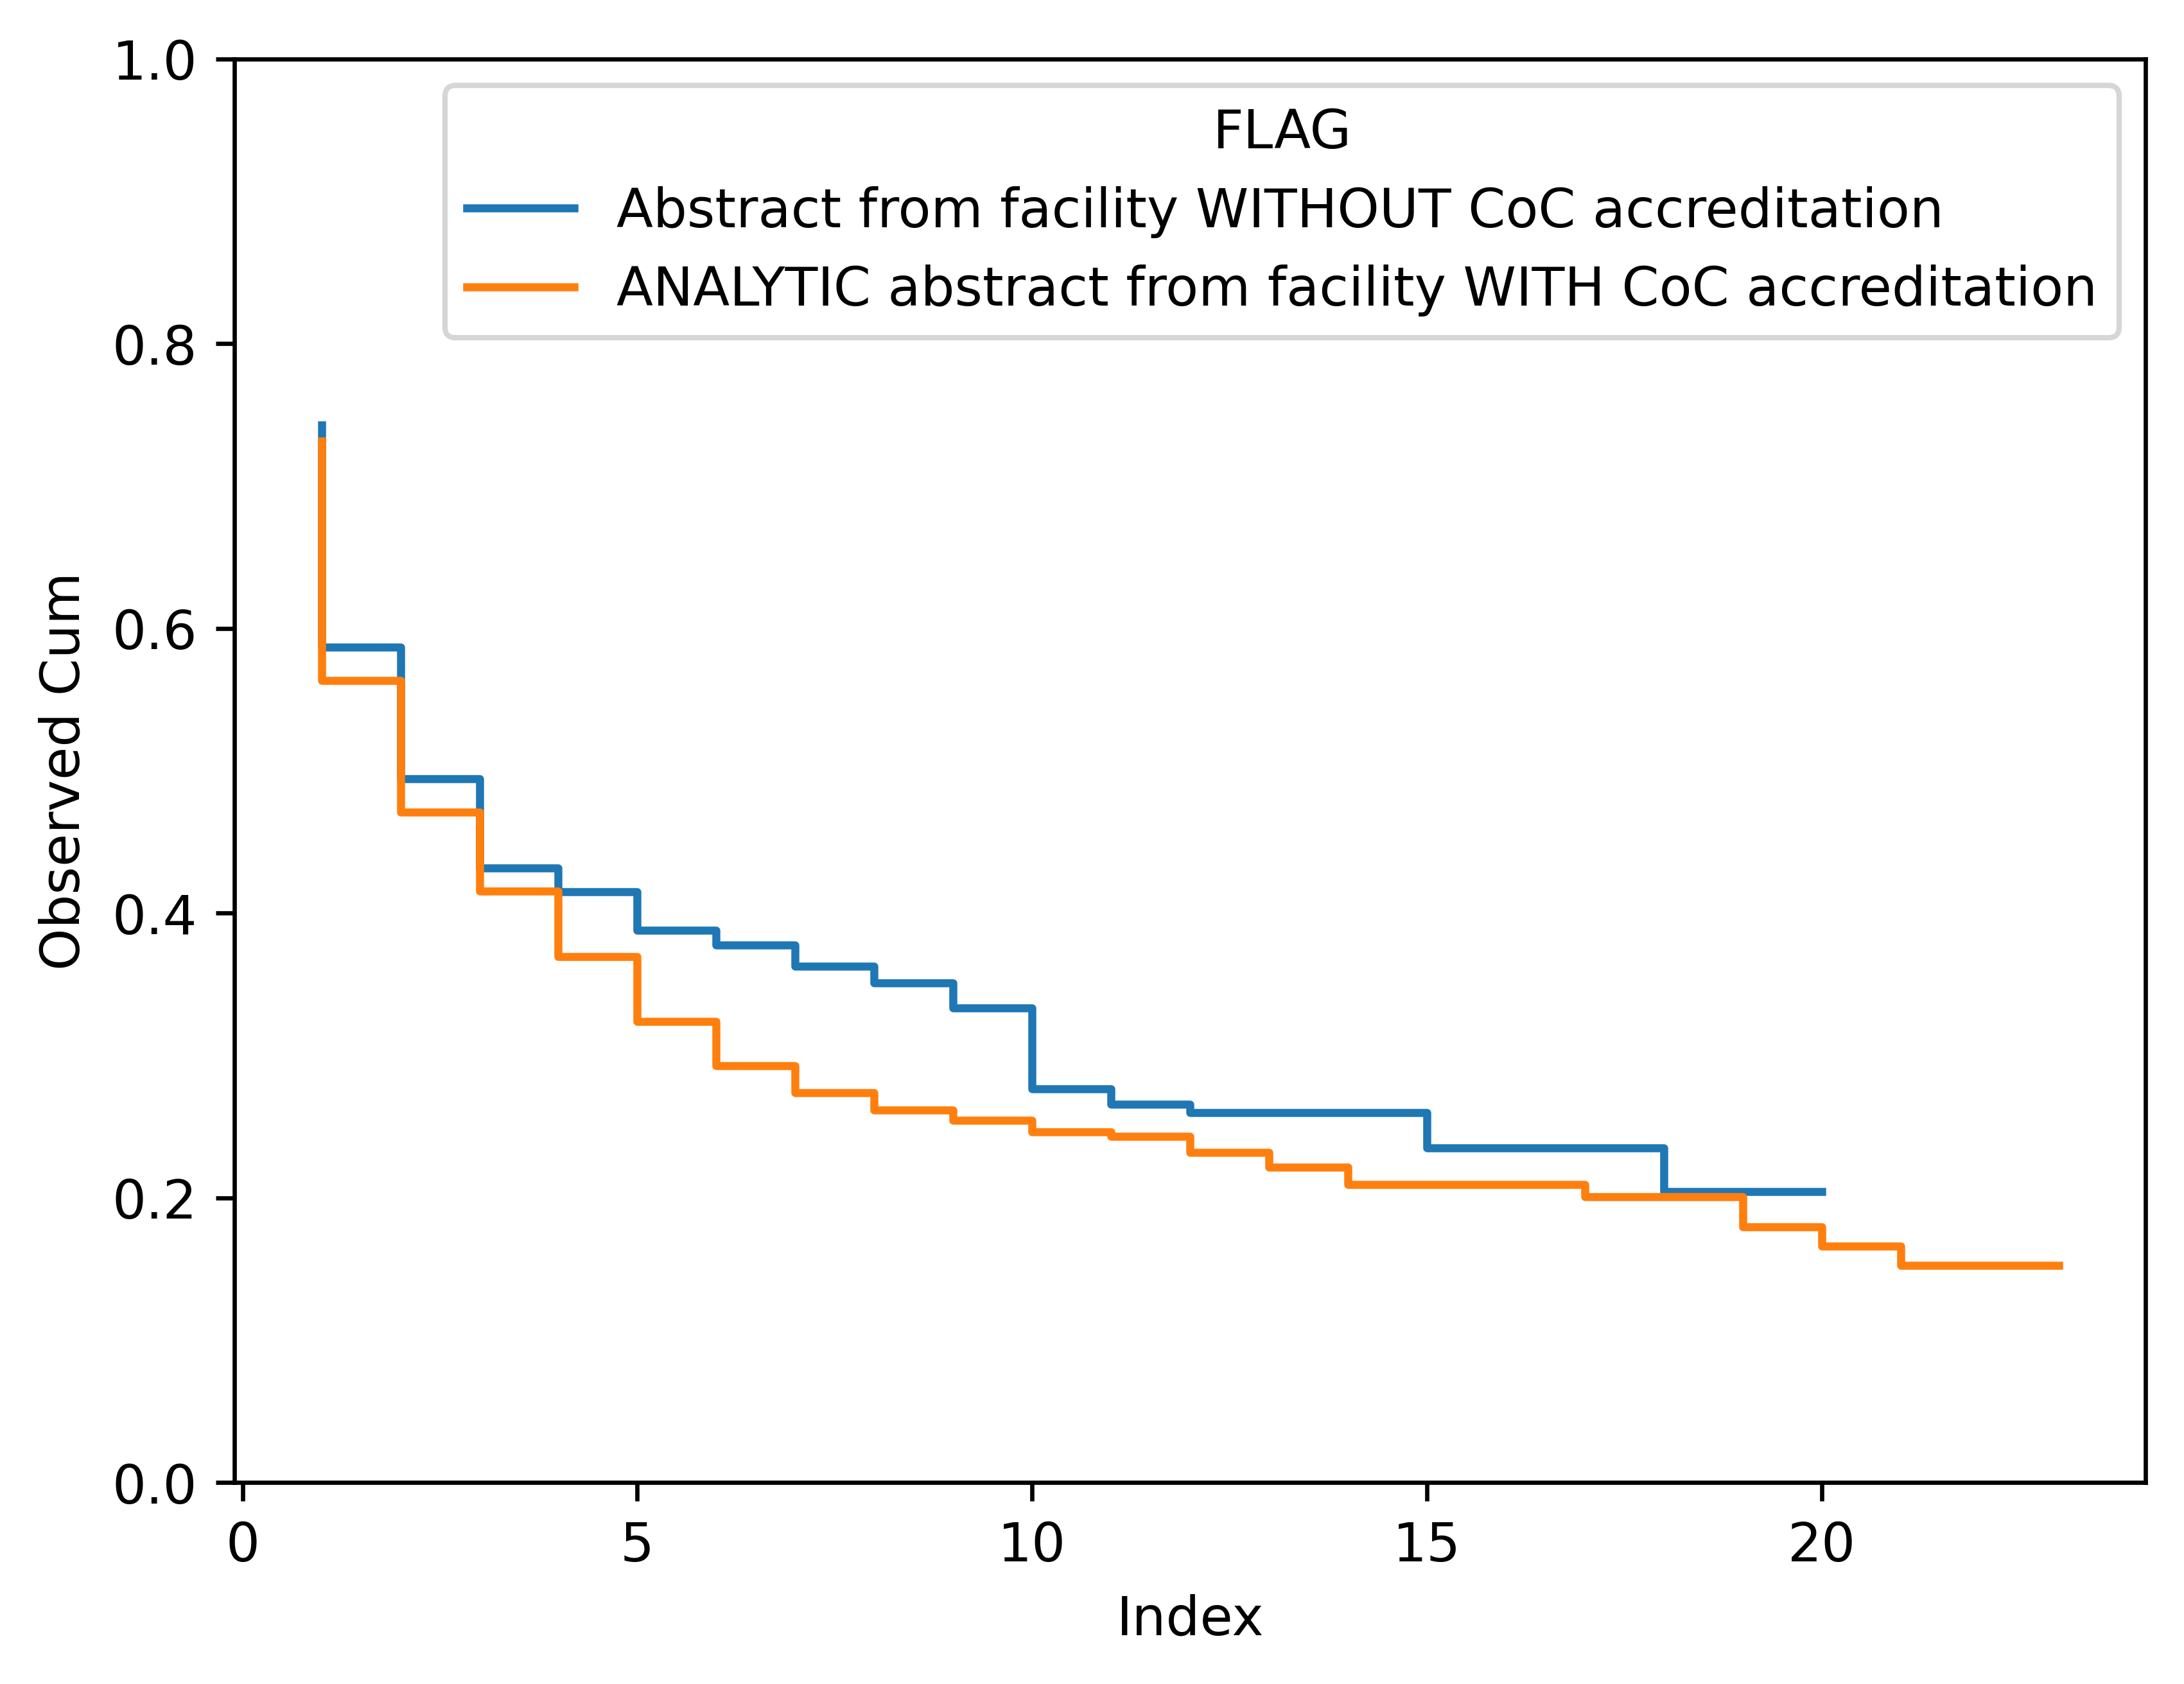 FLAG
Abstract from facility WITHOUT CoC accreditation
ANALYTIC abstract from facility WITH CoC accreditation
Observed Cum
1.0
0.8
0.6
0.4
0.2
0.0
0 5 10 15 20
Index